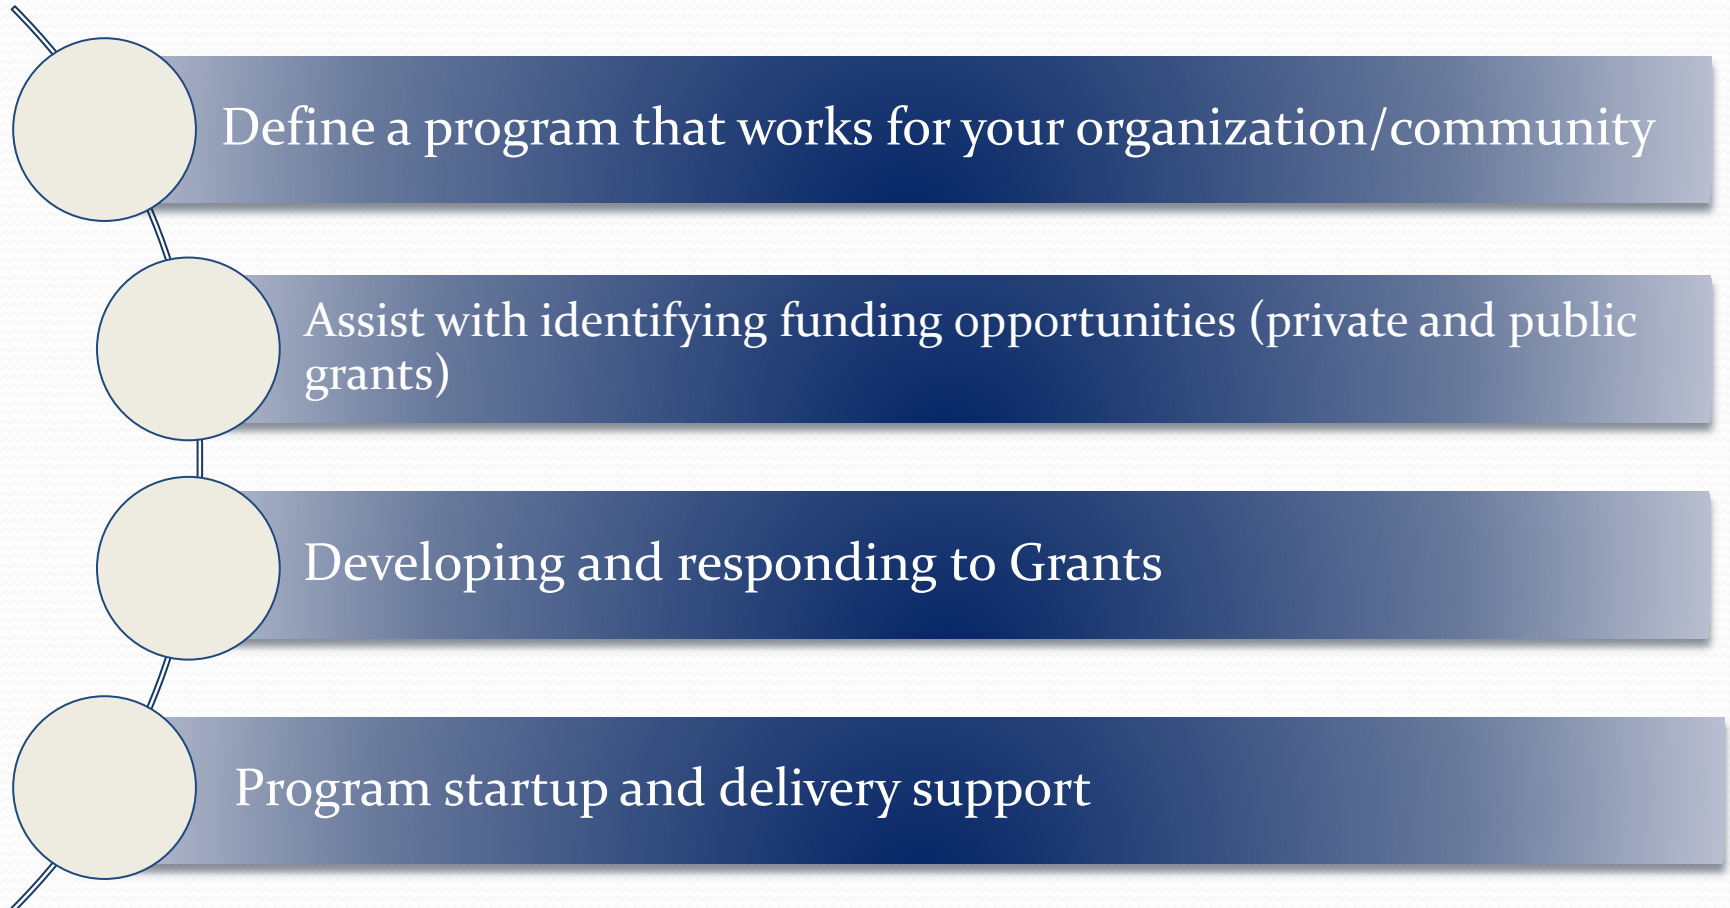 Define a program that works for your organization/community
Assist with identifying funding opportunities (private and public
grants)
Developing and responding to Grants
Program startup and delivery support